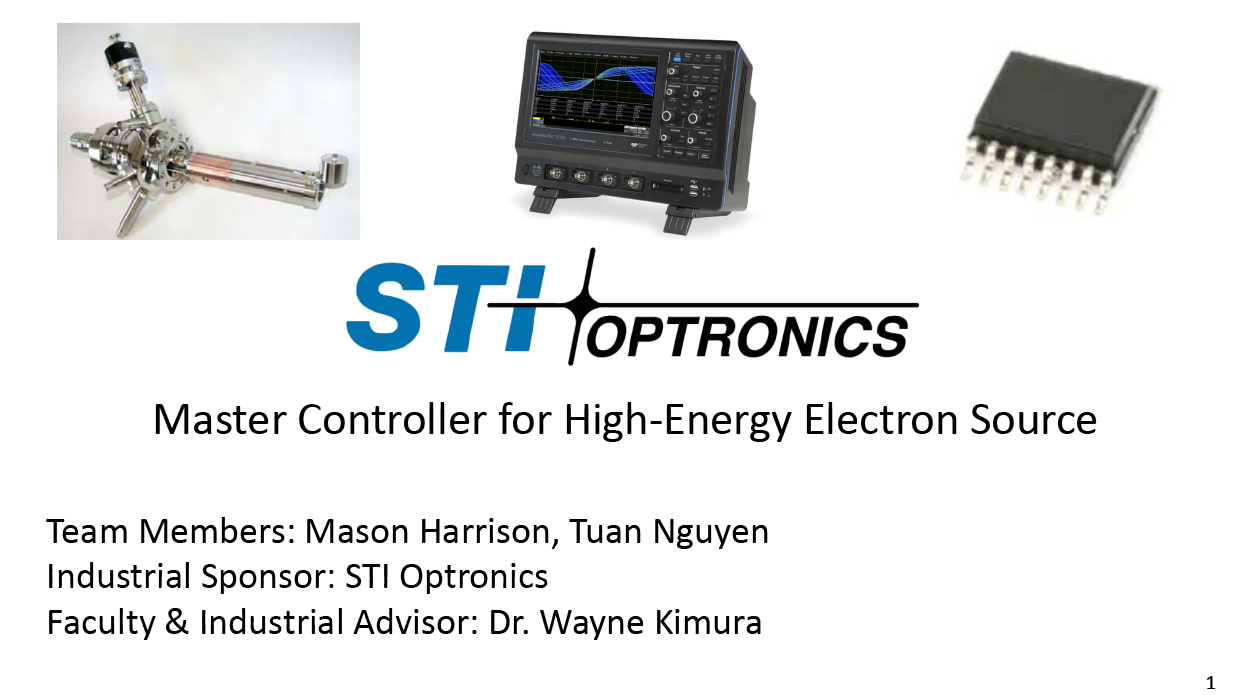 STI
OPTRONICS
Master Controller for High-Energy Electron Source
Team Members: Mason Harrison, Tuan Nguyen
Industrial Sponsor: STI Optronics
Faculty & Industrial Advisor: Dr. Wayne Kimura
1